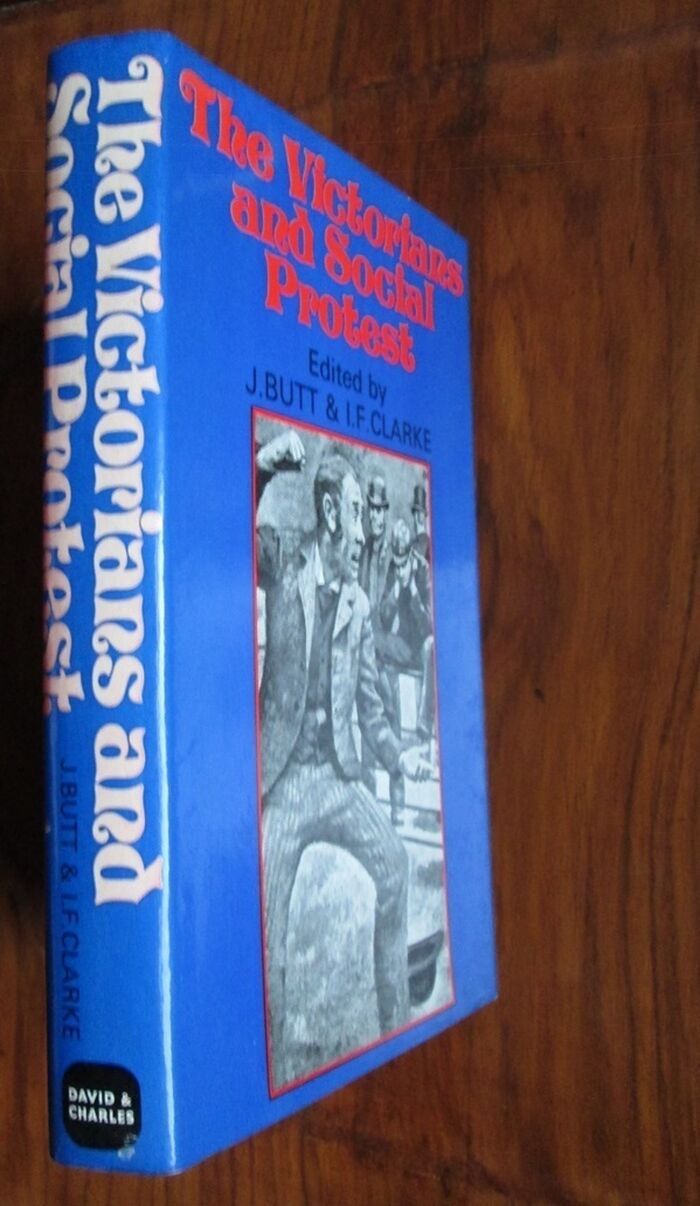 The Victorians and
Social Protest
J.BUTT & I.F.CLARKE
DAVID &
CHARLES
The Victorians
and Social
Protest
Edited by
J.BUTT & I.F.CLARKE